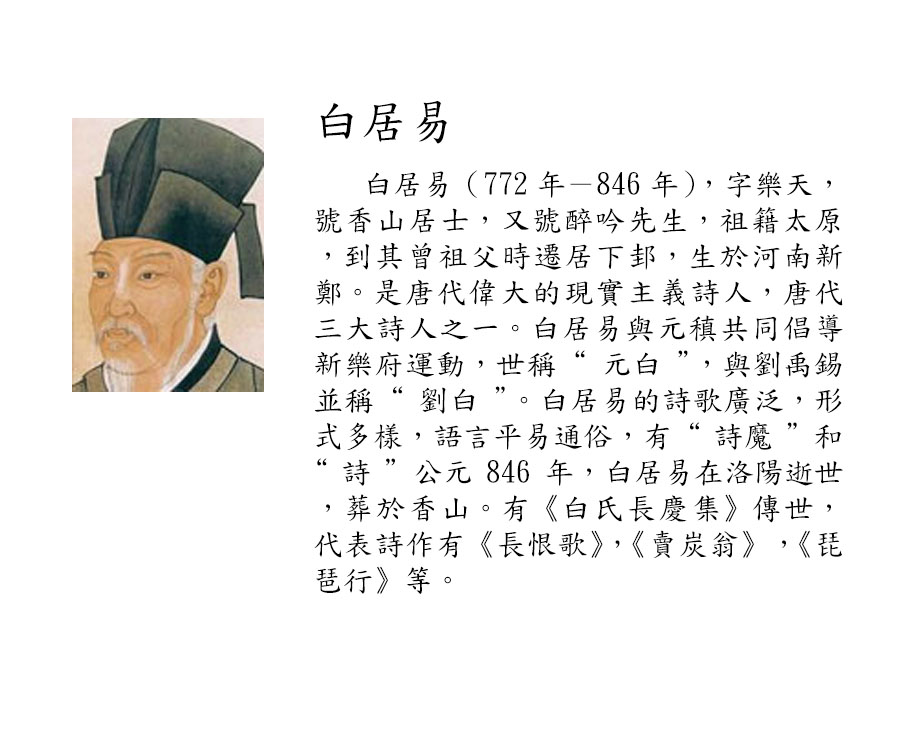 白居易
白居易（772 年－846 年），字樂天，
號香山居士，又號醉吟先生，祖籍太原
，到其曾祖父時遷居下邽，生於河南新
鄭。是唐代偉大的現實主義詩人，唐代
三大詩人之一。白居易與元稹共同倡導
新樂府運動，世稱“ 元白 ”，與劉禹錫
並稱“ 劉白 ”。白居易的詩歌廣泛，形
式多樣，語言平易通俗，有“ 詩魔 ”和
“ 詩 ”公元 846 年，白居易在洛陽逝世
，葬於香山。有《白氏長慶集》傳世，
代表詩作有《長恨歌》，《賣炭翁》，《琵
琶行》等。